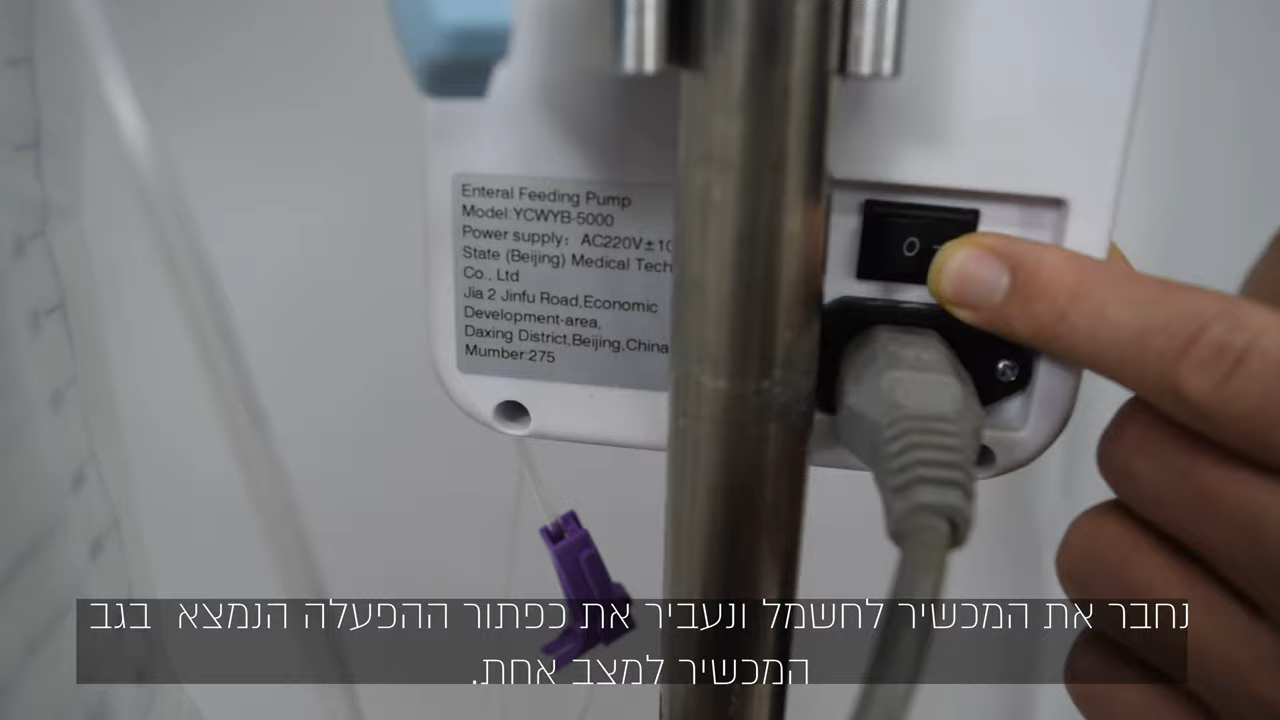 Enteral Feeding Pump
Model:YCWYB-5000
Power supply: AC220V±10
State (Beijing) Medical Tech
Co., Ltd
Jia 2 Jinfu Road,Economic
Development-area,
Daxing District,Beijing,China
Mumber:275
נחבר את המכשיר לחשמל ונעביר את כפתור ההפעלה הנמצא בגב
המכשיר למצב אחת.